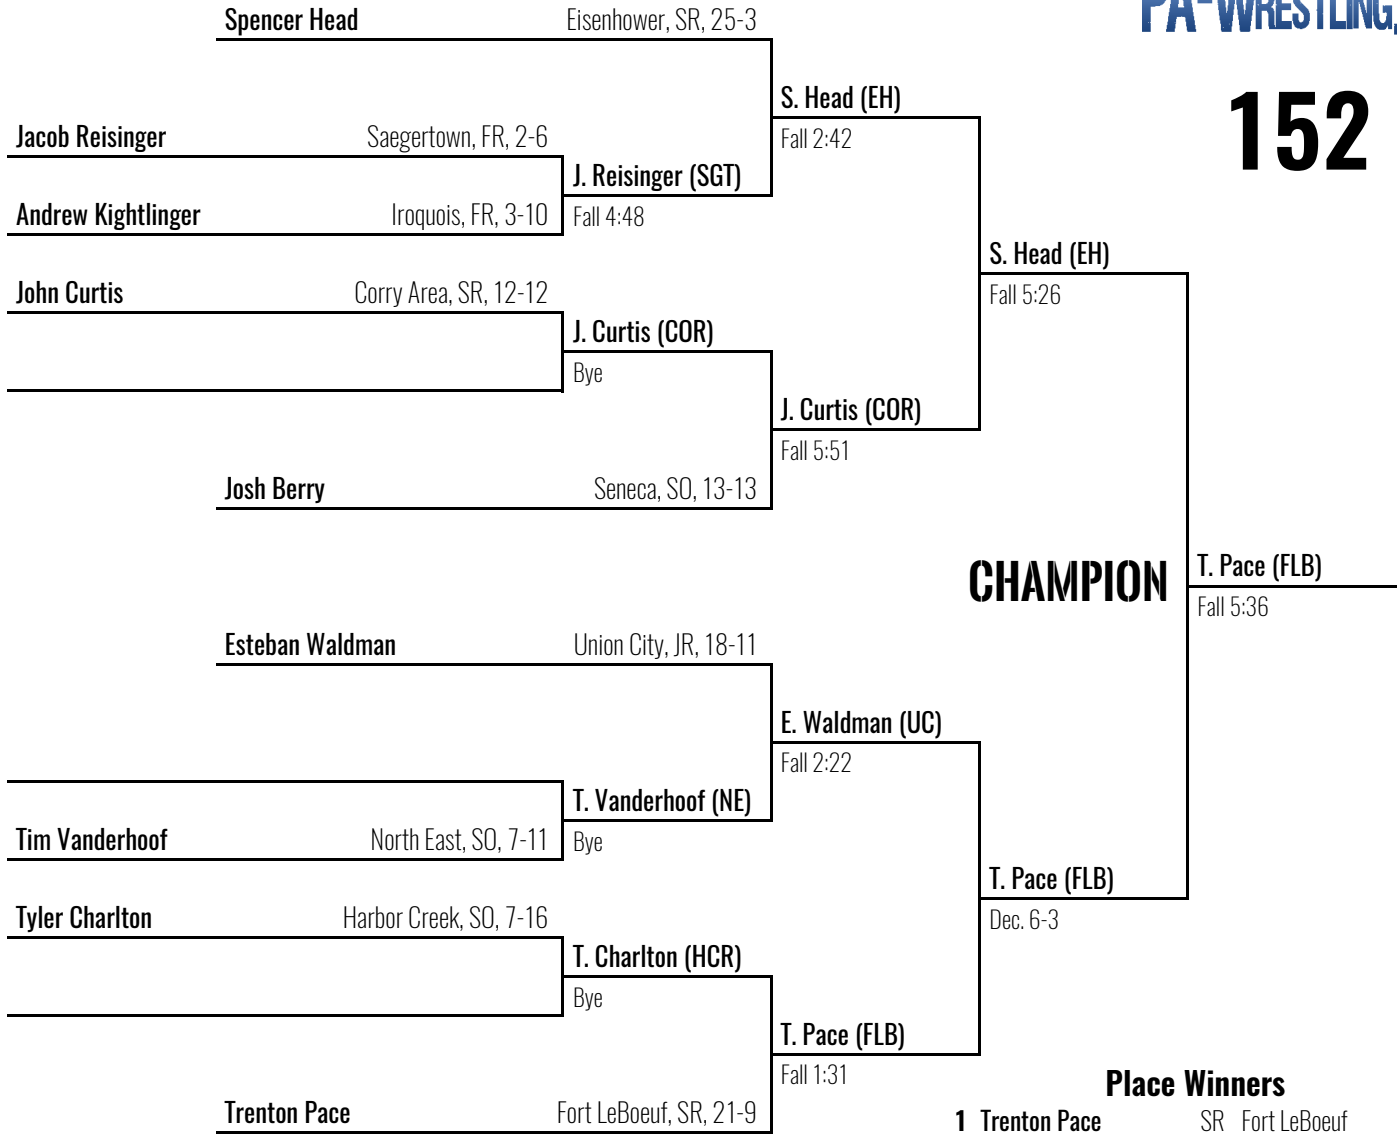 Spencer Head Eisenhower, SR, 25-3
PA-WRESTLING.
152
S. Head (EH)
Fall 2:42
Jacob Reisinger Saegertown, FR, 2-6
J. Reisinger (SGT)
Fall 4:48
Andrew Kightlinger Iroquois, FR, 3-10
S. Head (EH)
Fall 5:26
John Curtis Corry Area, SR, 12-12
J. Curtis (COR)
Bye
J. Curtis (COR)
Fall 5:51
Josh Berry Seneca, SO, 13-13
CHAMPION
T. Pace (FLB)
Fall 5:36
Esteban Waldman Union City, JR, 18-11
E. Waldman (UC)
Fall 2:22
T. Vanderhoof (NE)
Bye
Tim Vanderhoof North East, SO, 7-11
T. Pace (FLB)
Dec. 6-3
Tyler Charlton Harbor Creek, SO, 7-16
T. Charlton (HCR)
Bye
T. Pace (FLB)
Fall 1:31
Trenton Pace Fort LeBoeuf, SR, 21-9
Place Winners
1 Trenton Pace SR Fort LeBoeuf